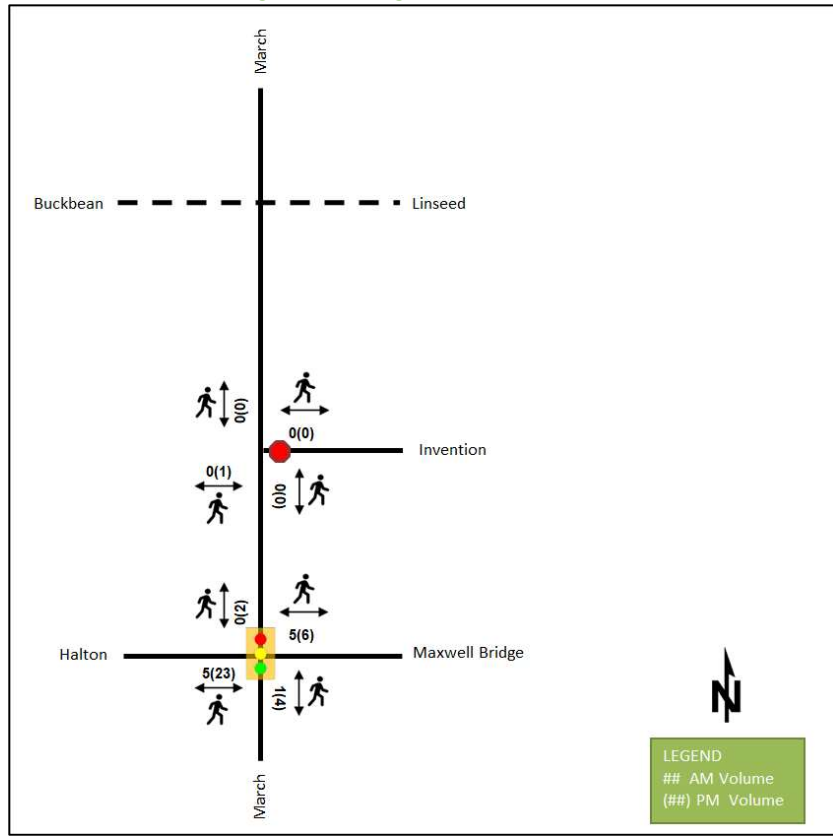 March
Buckbean
Linseed
0(0)
0(0)
Invention
0(1)
0(0)
0(2)
5(6)
Halton
Maxwell Bridge
5(23)
1(4)
N
March
LEGEND
## AM Volume
(##) PM Volume